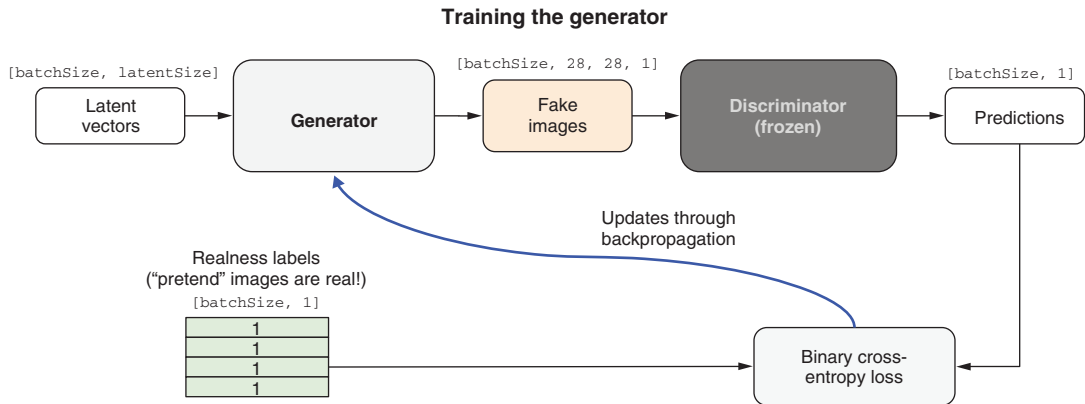 Training the generator
[batchSize, latentSize]
Latent
vectors
Generator
[batchSize, 28, 28, 1]
Fake
images
Discriminator
(frozen)
[batchSize, 1]
Predictions
Updates through
backpropagation
Realness labels
(“pretend” images are real!)
[batchSize, 1]
1
1
1
1
Binary cross-
entropy loss